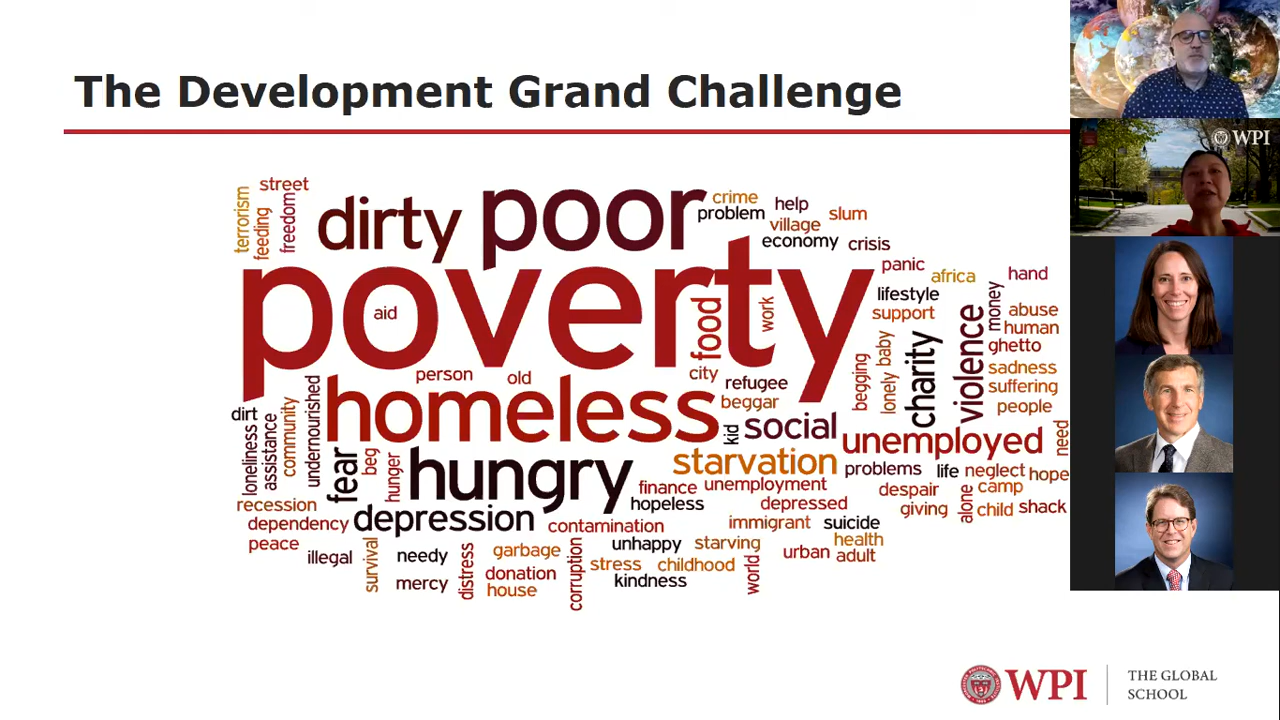 The Development Grand Challenge
WPI
terrorism
street
feeding
freedom
dirty
poor
crime
problem
help
village
slum
economy
crisis
poverty
aid
food
work
panic
africa
hand
lifestyle
support
money
abuse
human
ghetto
violence
charity
baby
lonely
begging
sadness
suffering
people
person
old
city
refugee
beggar
homeless
kid
social
unemployed
need
dirt
loneliness
assistance
community
undernourished
fear
beg
hunger
hungry
starvation
problems
life
neglect
hope
finance
unemployment
hopeless
depressed
despair
giving
alone
camp
child
shack
recession
dependency
peace
depression
contamination
immigrant
suicide
health
illegal
survival
needy
mercy
distress
garbage
donation
house
corruption
unhappy
starving
stress
childhood
kindness
world
urban
adult
WPI
THE GLOBAL
SCHOOL